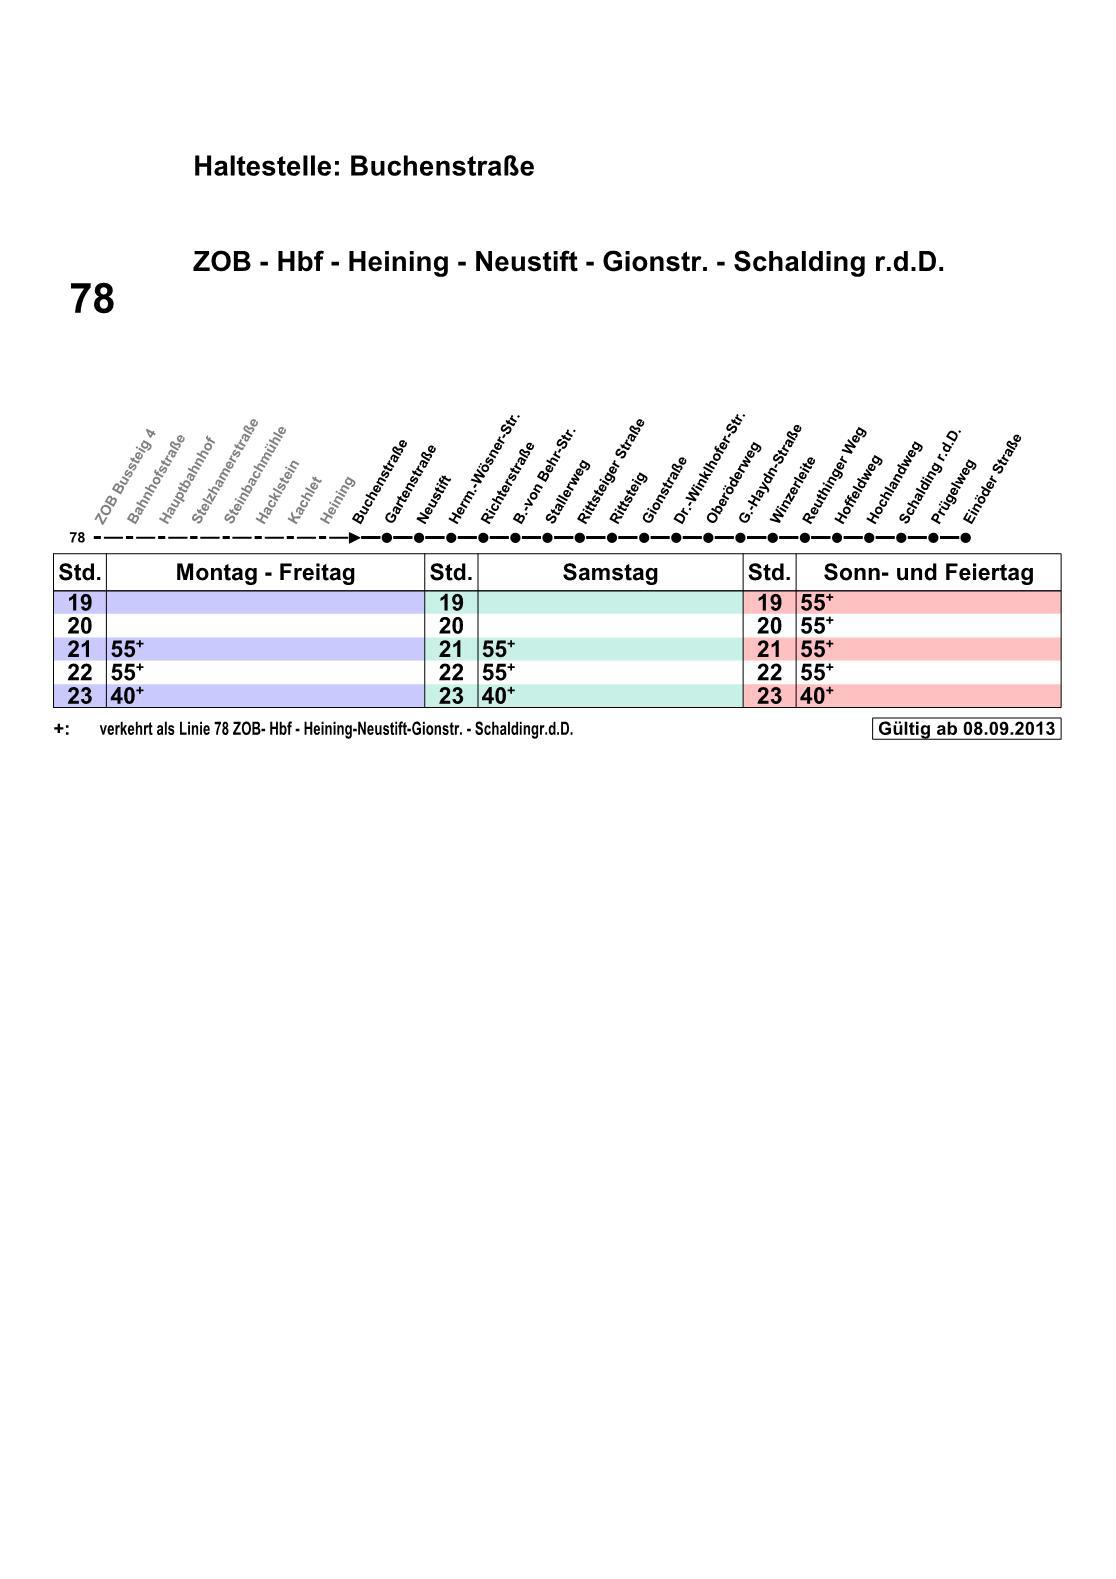 Haltestelle: Buchenstraße
ZOB - Hbf - Heining - Neustift - Gionstr. - Schalding r.d.D.
78
ZOB Bussteig 4
Bahnhofstraße
Hauptbahnhof
Stelzhamerstraße
Steinbachmühle
Hacklstein
Kachlet
Heining
Buchenstraße
Gartenstraße
Neustift
Herm.-Wösner-Str.
Richterstraße
B.-von Behr-Str.
Stallerweg
Rittsteiger Straße
Rittsteig
Gionstraße
Dr.-Winklhofer-Str.
Oberöderweg
G.-Haydn-Straße
Winzerleite
Reuthinger Weg
Hoffeldweg
Hochlandweg
Schalding r.d.D.
Prügelweg
Einöder Straße
78
Std. Montag - Freitag Std. Samstag Std. Sonn- und Feiertag
19 19 19 55+
20 20 20 55+
21 55+ 21 55+ 21 55+
22 55+ 22 55+ 22 55+
23 40+ 23 40+ 23 40+
+: verkehrt als Linie 78 ZOB- Hbf - Heining-Neustift-Gionstr. - Schaldingr.d.D. Gültig ab 08.09.2013